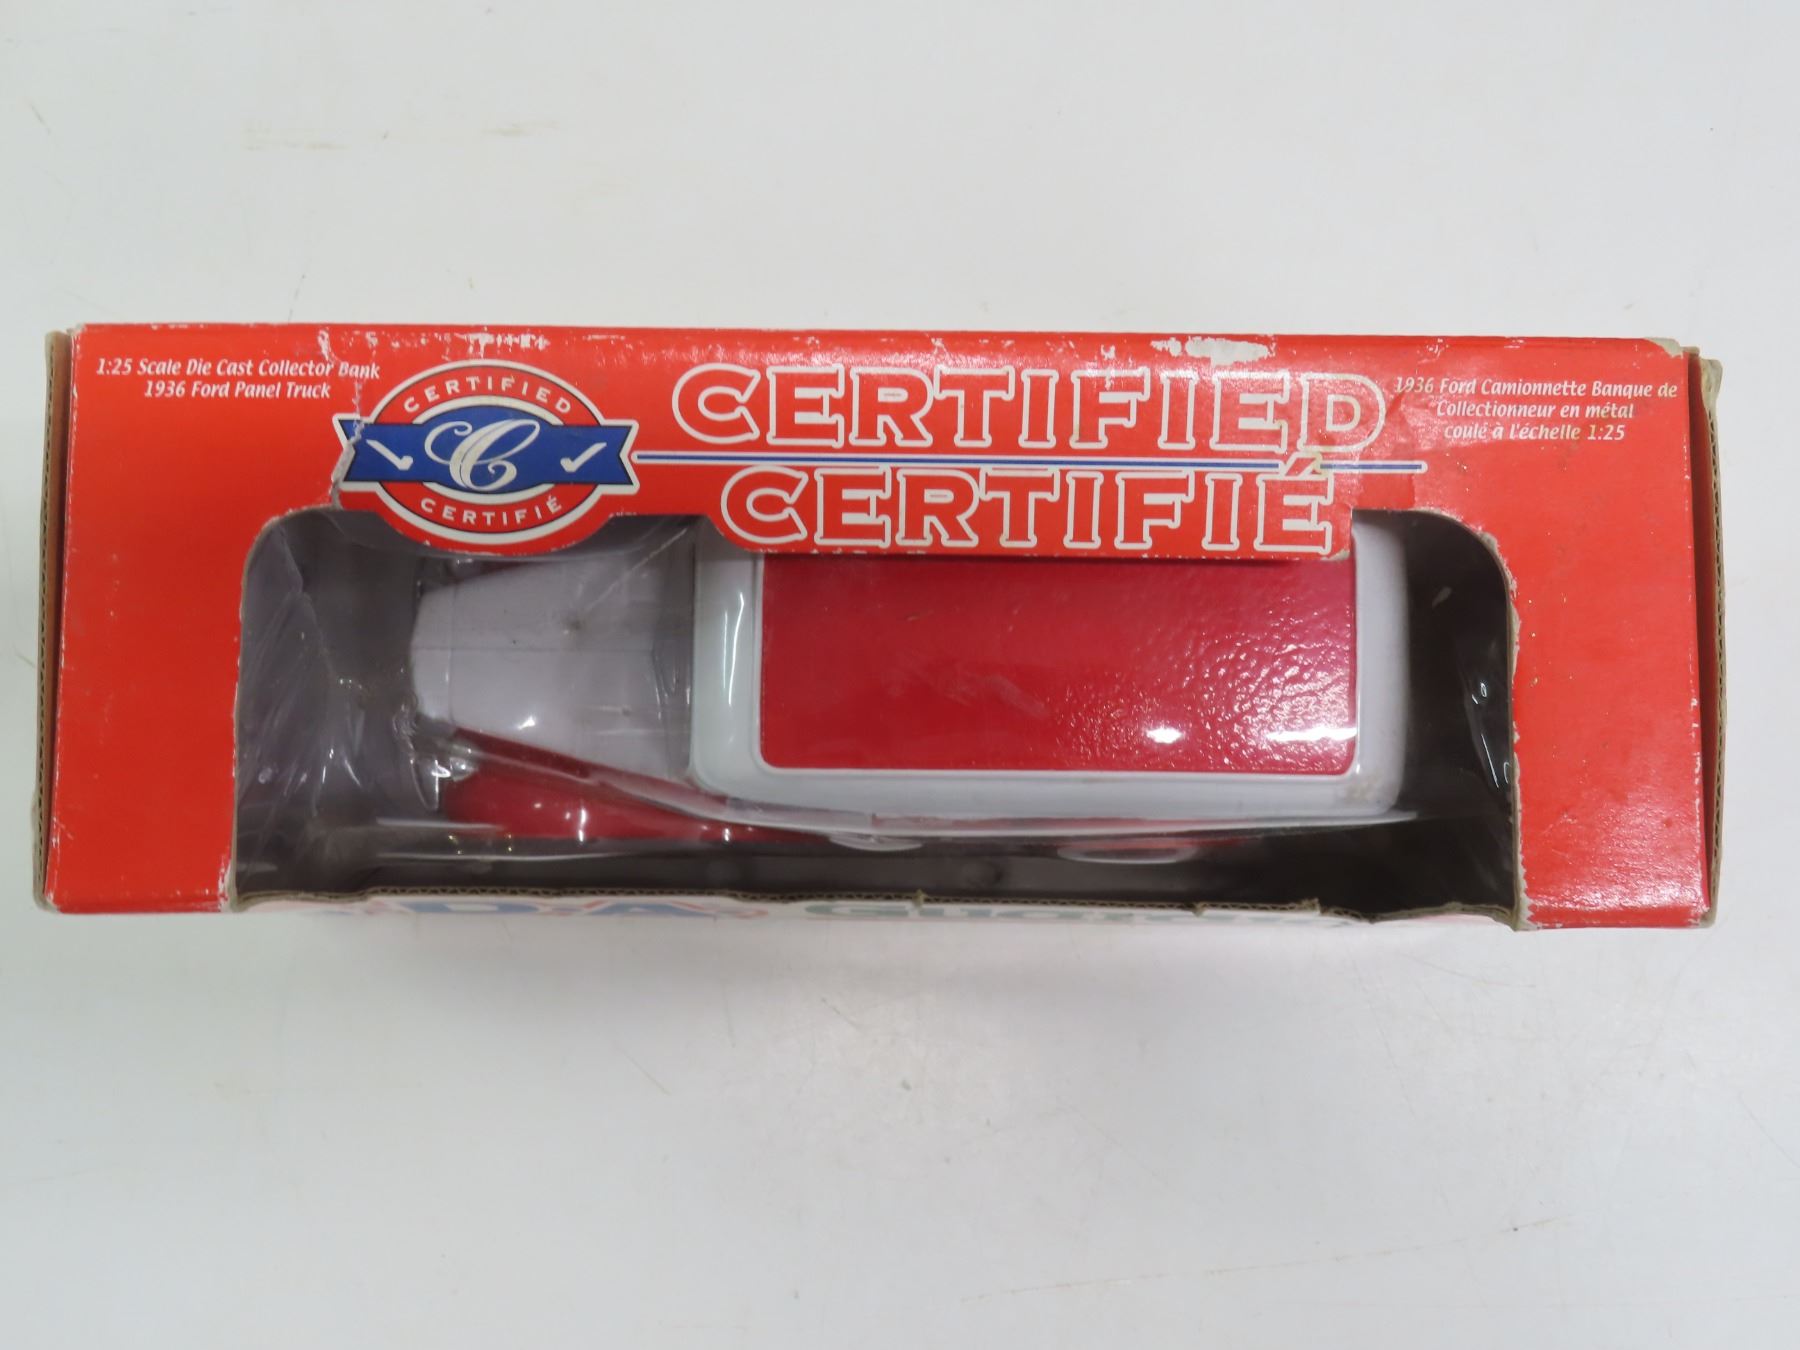 1:25 Scale Die Cast Collector Bank
1936 Ford Panel Truck
CERTIFIED
C
CERTIFIÉ
CERTIFIED
CERTIFIÉ
1936 Ford Camionnette Banque de
Collectionneur en métal
coulé à l'échelle 1:25